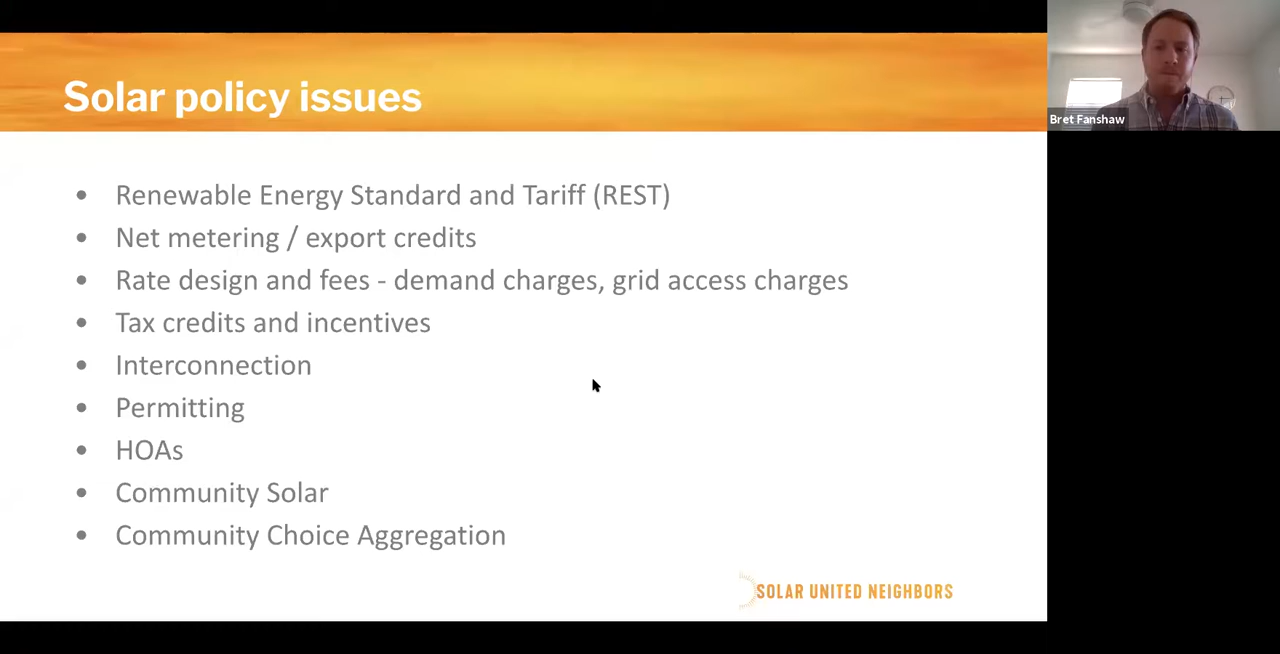 Solar policy issues
Bret Fanshaw
• Renewable Energy Standard and Tariff (REST)
• Net metering / export credits
• Rate design and fees - demand charges, grid access charges
• Tax credits and incentives
• Interconnection
• Permitting
• HOAs
• Community Solar
• Community Choice Aggregation
SOLAR UNITED NEIGHBORS